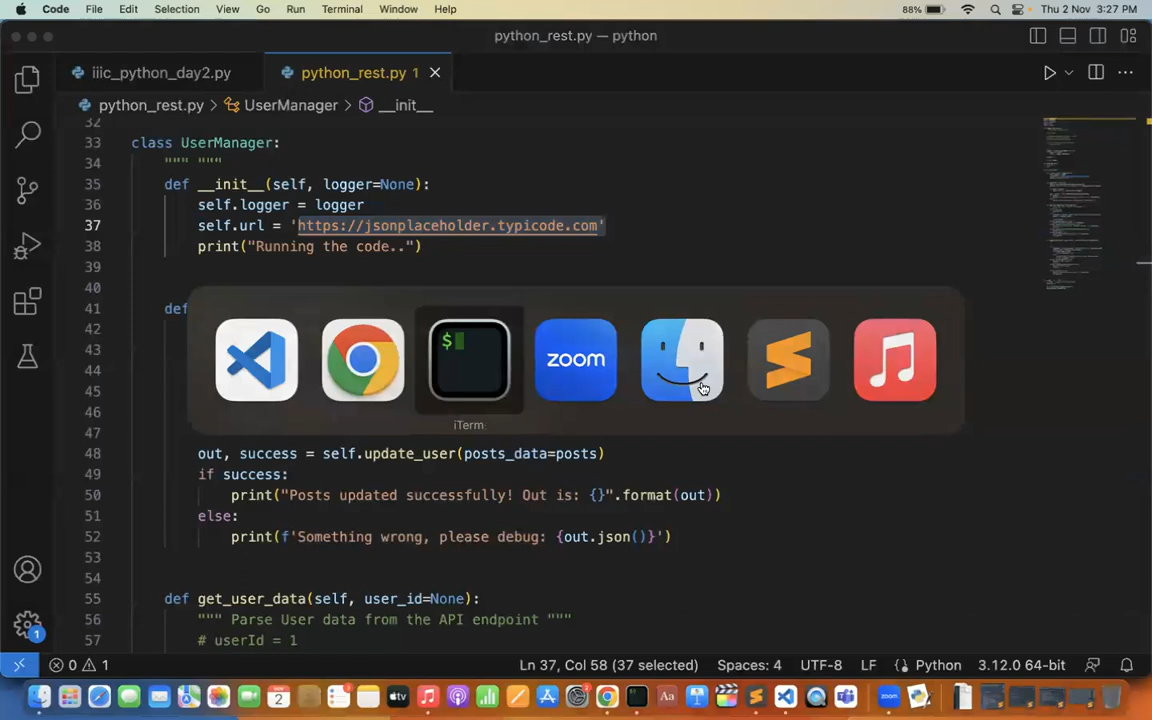 Code File Edit Selection View Go Run Terminal Window Help 88% Thu 2 Nov 3:27 PM
python_rest.py — python
iiic_python_day2.py python_rest.py 1
python_rest.py > UserManager > __init__
32
33 class UserManager:
34 """ """
35 def __init__(self, logger=None):
36 self.logger = logger
37 self.url = 'https://jsonplaceholder.typicode.com'
38 print("Running the code..")
39
40
41 def
42
43
44
45
46
47
48 out, success = self.update_user(posts_data=posts)
49 if success:
50 print("Posts updated successfully! Out is: {}".format(out))
51 else:
52 print(f'Something wrong, please debug: {out.json()}')
53
54
55 def get_user_data(self, user_id=None):
56 """ Parse User data from the API endpoint """
57 # userId = 1
$
zoom
iTerm
1
0 1 Ln 37, Col 58 (37 selected) Spaces: 4 UTF-8 LF Python 3.12.0 64-bit
NOV
2
tv
Aa
zoom